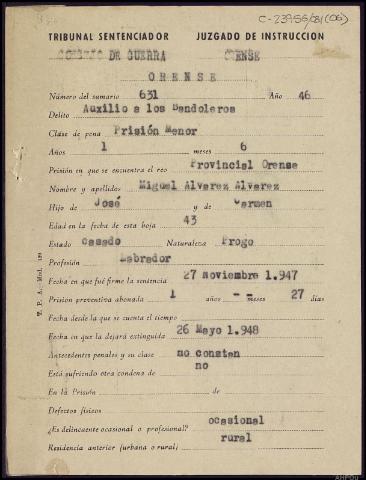 C-23956/81(06)
TRIBUNAL SENTENCIADOR JUZGADO DE INSTRUCCION
DE GUERRA ORENSE
ORENSE
Número del sumario 631 Año 46
Delito Auxilio a los Bandoleros
Clase de pena Prisión Menor
Años 1 meses 6
Prisión en que se encuentra el reo Provincial Orense
Nombre y apellidos Miguel Alvarez Alvarez
Hijo de José y de Carmen
Edad en la fecha de esta hoja 43
Estado casado Naturaleza Progo
Profesión Labrador
Fecha en que fué firme la sentencia 27 noviembre 1.947
Prisión preventiva abonada 1 años -- meses 27 días
Fecha desde la que se cuenta el tiempo
Fecha en que la dejará extinguida 26 Mayo 1.948
Antecedentes penales y su clase no constan
Está sufriendo otra condena de no
En la Prisión de
Defectos físicos
¿Es delincuente ocasional o profesional? ocasional
Residencia anterior (urbana o rural) rural
T. P. A. - Mod. 189
AHPOu